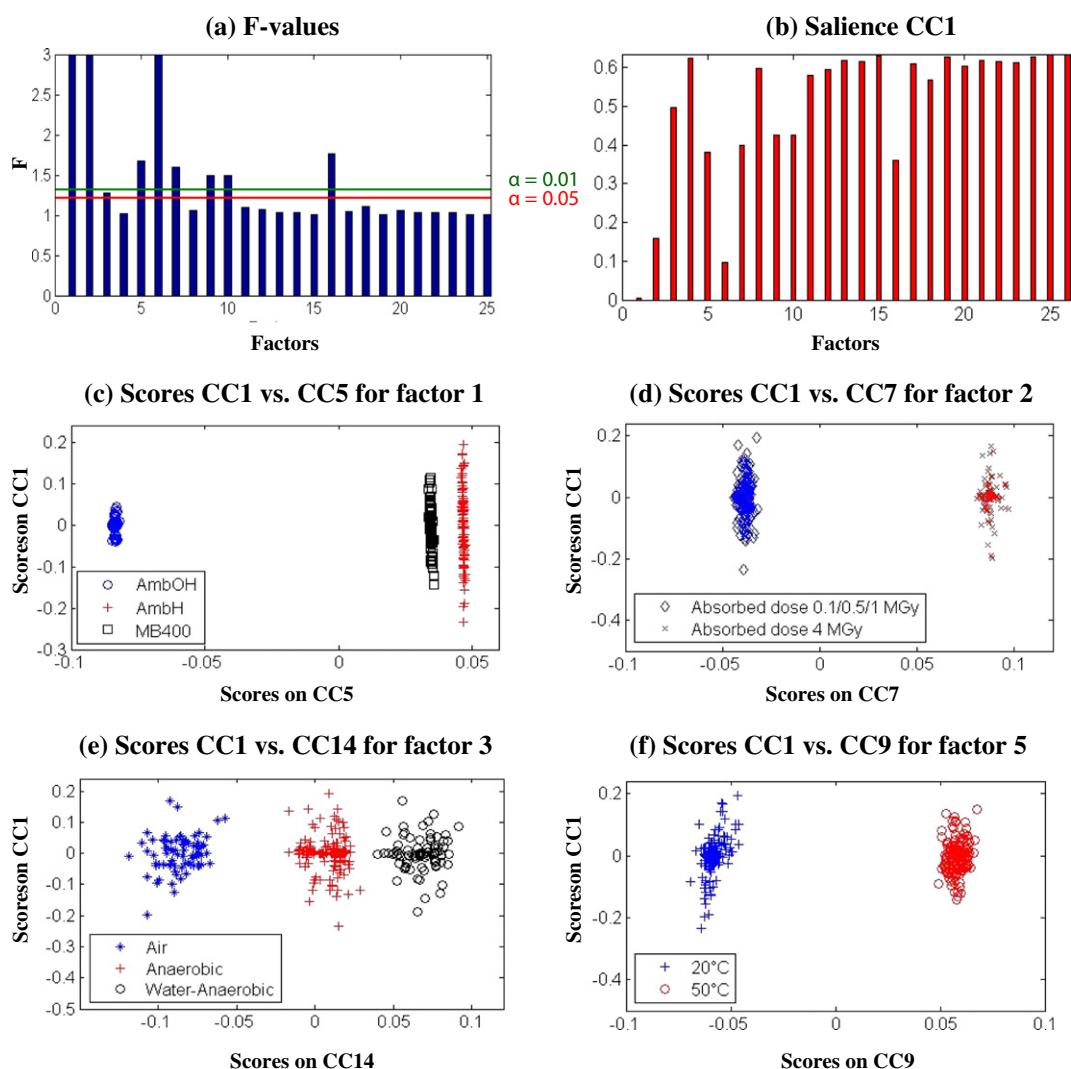 (a) F-values
(b) Salience CC1
3
2.5
2
1.5
1
0.5
0
F
0 5 10 15 20 25
Factors
α = 0.01
α = 0.05
0.6
0.5
0.4
0.3
0.2
0.1
0
0 5 10 15 20 25
Factors
(c) Scores CC1 vs. CC5 for factor 1
(d) Scores CC1 vs. CC7 for factor 2
Scoreson CC1
0.2
0.1
0
-0.1
-0.2
-0.3
AmbOH
AmbH
MB400
-0.1 -0.05 0 0.05
Scores on CC5
Scoreson CC1
0.2
0
-0.2
-0.4
Absorbed dose 0.1/0.5/1 MGy
Absorbed dose 4 MGy
-0.1 -0.05 0 0.05 0.1
Scores on CC7
(e) Scores CC1 vs. CC14 for factor 3
(f) Scores CC1 vs. CC9 for factor 5
Scoreson CC1
0.2
0.1
0
-0.1
-0.2
-0.3
-0.4
-0.5
Air
Anaerobic
Water-Anaerobic
-0.1 -0.05 0 0.05 0.1
Scores on CC14
Scoreson CC1
0.2
0
-0.2
-0.4
20°C
50°C
-0.1 -0.05 0 0.05 0.1
Scores on CC9